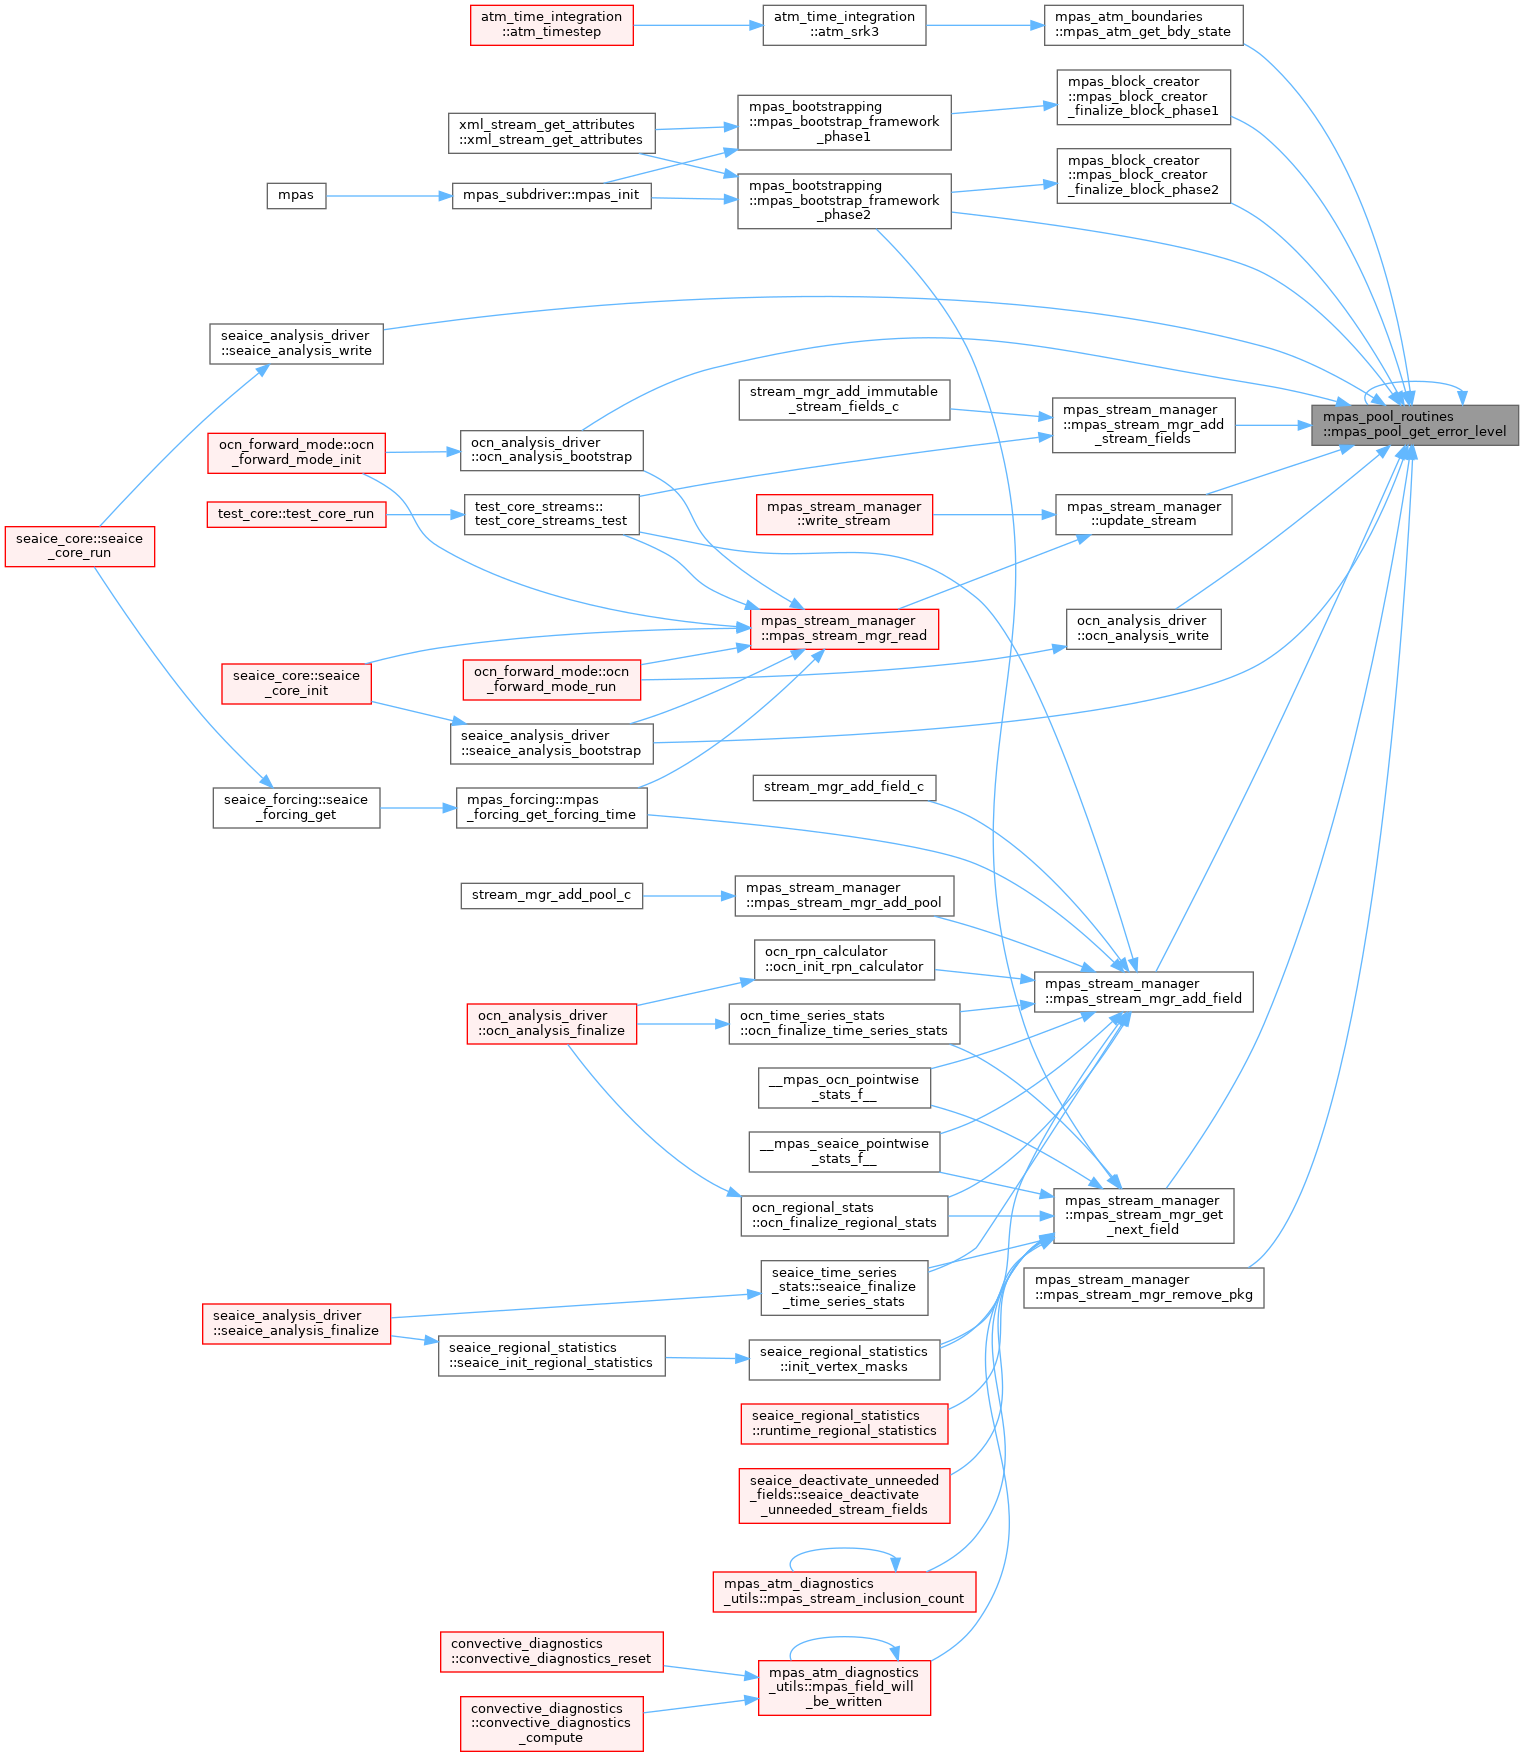 atm_time_integration
::atm_timestep
atm_time_integration
::atm_srk3
mpas_atm_boundaries
::mpas_atm_get_bdy_state
mpas_block_creator
::mpas_block_creator
_finalize_block_phase1
mpas_bootstrapping
::mpas_bootstrap_framework
_phase1
xml_stream_get_attributes
::xml_stream_get_attributes
mpas_block_creator
::mpas_block_creator
_finalize_block_phase2
mpas
mpas_subdriver::mpas_init
mpas_bootstrapping
::mpas_bootstrap_framework
_phase2
seaice_analysis_driver
::seaice_analysis_write
stream_mgr_add_immutable
_stream_fields_c
mpas_stream_manager
::mpas_stream_mgr_add
_stream_fields
mpas_pool_routines
::mpas_pool_get_error_level
ocn_forward_mode::ocn
_forward_mode_init
ocn_analysis_driver
::ocn_analysis_bootstrap
test_core::test_core_run
test_core_streams::
test_core_streams_test
mpas_stream_manager
::write_stream
mpas_stream_manager
::update_stream
seaice_core::seaice
_core_run
mpas_stream_manager
::mpas_stream_mgr_read
ocn_analysis_driver
::ocn_analysis_write
seaice_core::seaice
_core_init
ocn_forward_mode::ocn
_forward_mode_run
seaice_analysis_driver
::seaice_analysis_bootstrap
seaice_forcing::seaice
_forcing_get
mpas_forcing::mpas
_forcing_get_forcing_time
stream_mgr_add_field_c
stream_mgr_add_pool_c
mpas_stream_manager
::mpas_stream_mgr_add_pool
ocn_rpn_calculator
::ocn_init_rpn_calculator
mpas_stream_manager
::mpas_stream_mgr_add_field
ocn_analysis_driver
::ocn_analysis_finalize
ocn_time_series_stats
::ocn_finalize_time_series_stats
__mpas_ocn_pointwise
_stats_f__
__mpas_seaice_pointwise
_stats_f__
ocn_regional_stats
::ocn_finalize_regional_stats
mpas_stream_manager
::mpas_stream_mgr_get
_next_field
seaice_time_series
_stats::seaice_finalize
_time_series_stats
mpas_stream_manager
::mpas_stream_mgr_remove_pkg
seaice_analysis_driver
::seaice_analysis_finalize
seaice_regional_statistics
::seaice_init_regional_statistics
seaice_regional_statistics
::init_vertex_masks
seaice_regional_statistics
::runtime_regional_statistics
seaice_deactivate_unneeded
_fields::seaice_deactivate
_unneeded_stream_fields
mpas_atm_diagnostics
_utils::mpas_stream_inclusion_count
convective_diagnostics
::convective_diagnostics_reset
mpas_atm_diagnostics
_utils::mpas_field_will
_be_written
convective_diagnostics
::convective_diagnostics
_compute